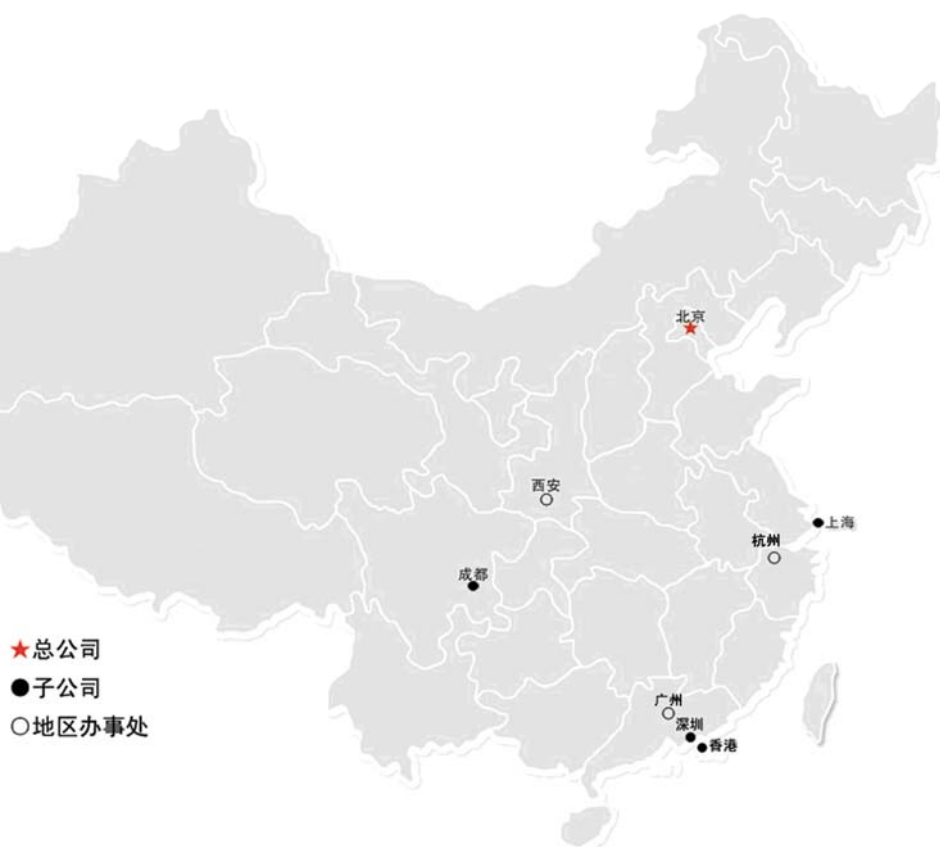 北京
西安
上海
杭州
成都
总公司
子公司
地区办事处
广州
深圳
香港